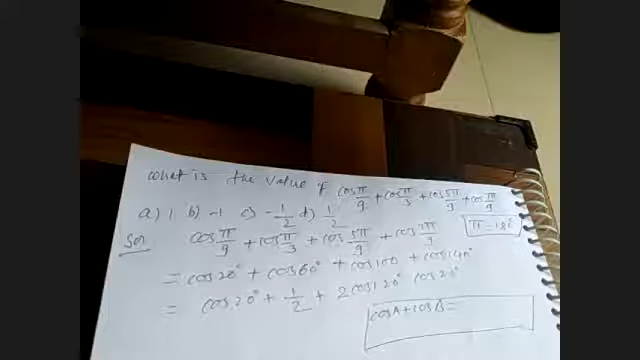 What is the value of cos π/9 + cos π/3 + cos 5π/9 + cos 7π/9
a) 1 b) -1 c) -1/2 d) 1/2
Sol cos π/9 + cos π/3 + cos 5π/9 + cos 7π/9
π = 180°
= cos 20° + cos 60° + cos 100 + cos 140°
= cos 20° + 1/2 + 2 cos 120° cos 20°
cos A + cos B =